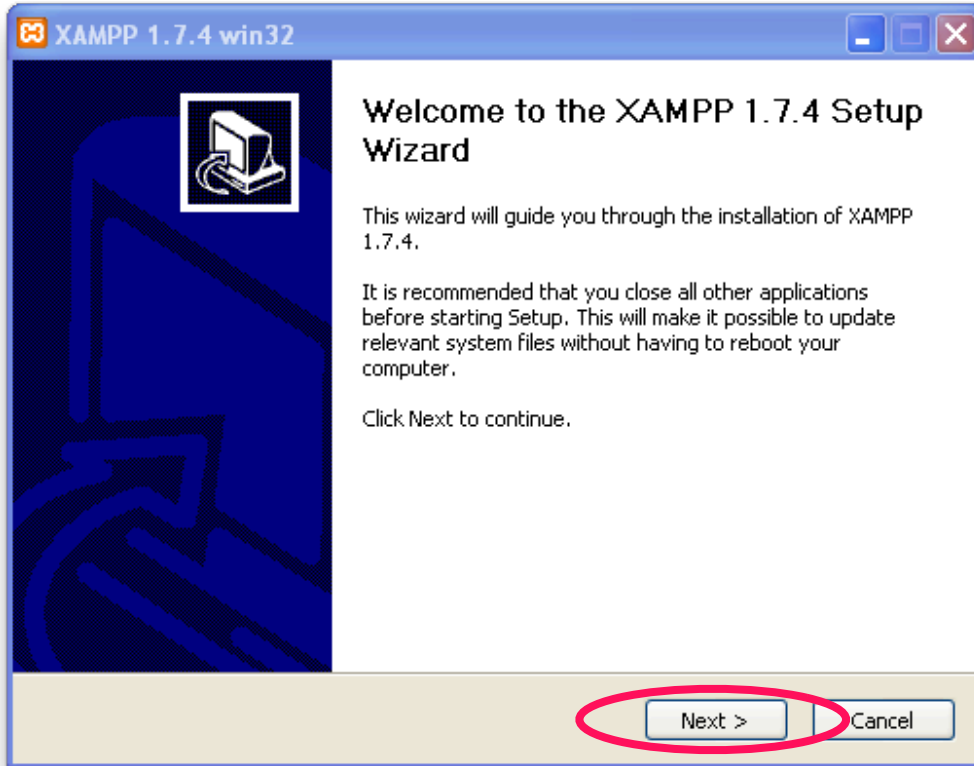 XAMPP 1.7.4 win32
Welcome to the XAMPP 1.7.4 Setup
Wizard
This wizard will guide you through the installation of XAMPP
1.7.4.
It is recommended that you close all other applications
before starting Setup. This will make it possible to update
relevant system files without having to reboot your
computer.
Click Next to continue.
Next >
Cancel